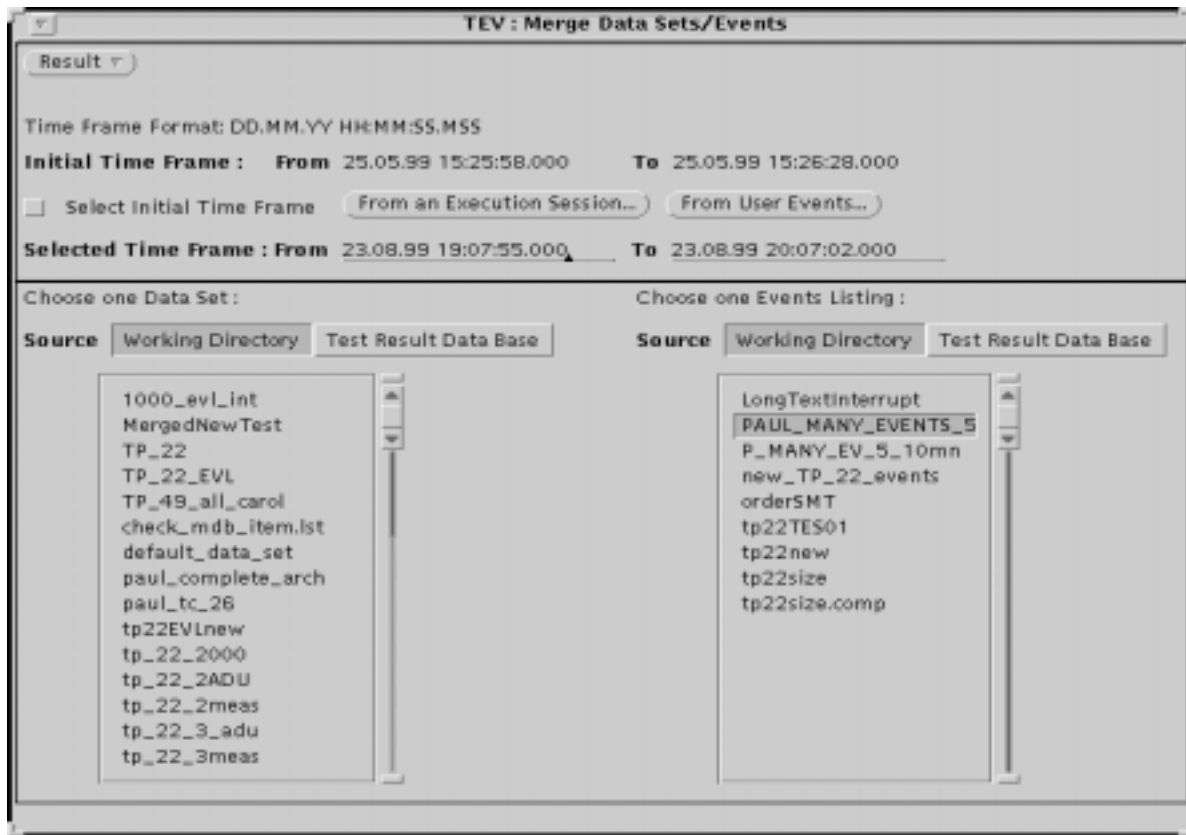 TEV : Merge Data Sets/Events
Result
Time Frame Format: DD.MM.YY HH:MM:SS.MSS
Initial Time Frame : From 25.05.99 15:25:58.000 To 25.05.99 15:26:28.000
Select Initial Time Frame From an Execution Session... From User Events...
Selected Time Frame : From 23.08.99 19:07:55.000 To 23.08.99 20:07:02.000
Choose one Data Set :
Source Working Directory Test Result Data Base
1000_evl_int
MergedNewTest
TP_22
TP_22_EVL
TP_49_all_carol
check_mdb_item.lst
default_data_set
paul_complete_arch
paul_tc_26
tp22EVLnew
tp_22_2000
tp_22_2ADU
tp_22_2meas
tp_22_3_adu
tp_22_3meas
Choose one Events Listing :
Source Working Directory Test Result Data Base
LongTextInterrupt
PAUL_MANY_EVENTS_5
P_MANY_EV_5_10mn
new_TP_22_events
orderSMT
tp22TES01
tp22new
tp22size
tp22size.comp